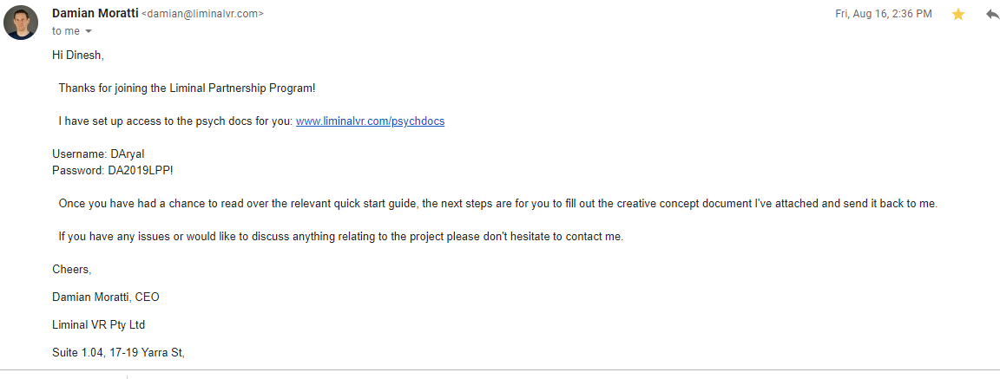 Damian Moratti <damian@liminalvr.com>
Fri, Aug 16, 2:36 PM
to me
Hi Dinesh,
Thanks for joining the Liminal Partnership Program!
I have set up access to the psych docs for you: www.liminalvr.com/psychdocs
Username: DAryal
Password: DA2019LPP!
Once you have had a chance to read over the relevant quick start guide, the next steps are for you to fill out the creative concept document I've attached and send it back to me.
If you have any issues or would like to discuss anything relating to the project please don't hesitate to contact me.
Cheers,
Damian Moratti, CEO
Liminal VR Pty Ltd
Suite 1.04, 17-19 Yarra St,